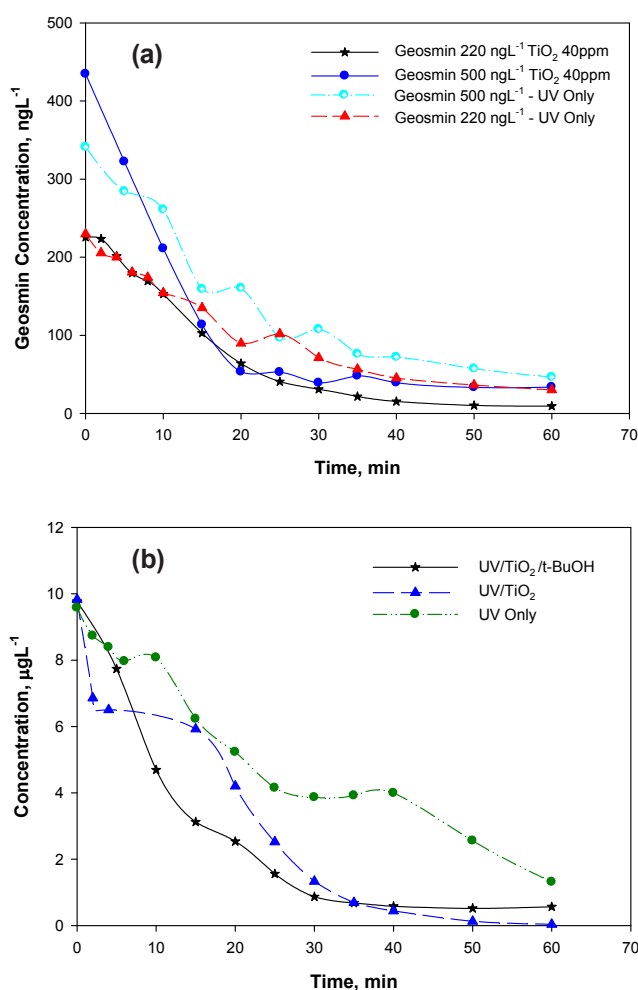 (a)
Geosmin 220 ngL⁻¹ TiO₂ 40ppm
Geosmin 500 ngL⁻¹ TiO₂ 40ppm
Geosmin 500 ngL⁻¹ - UV Only
Geosmin 220 ngL⁻¹ - UV Only
Geosmin Concentration, ngL⁻¹
500
400
300
200
100
0
0 10 20 30 40 50 60 70
Time, min
(b)
UV/TiO₂/t-BuOH
UV/TiO₂
UV Only
Concentration, µgL⁻¹
12
10
8
6
4
2
0
0 10 20 30 40 50 60 70
Time, min